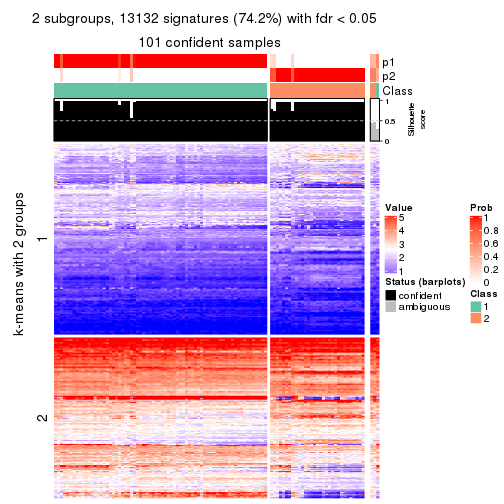 2 subgroups, 13132 signatures (74.2%) with fdr < 0.05
101 confident samples
p1
p2
Class
1
0.5
0
Silhouette
score
k-means with 2 groups
1
2
Value
5
4
3
2
1
Status (barplots)
confident
ambiguous
Prob
1
0.8
0.6
0.4
0.2
0
Class
1
2